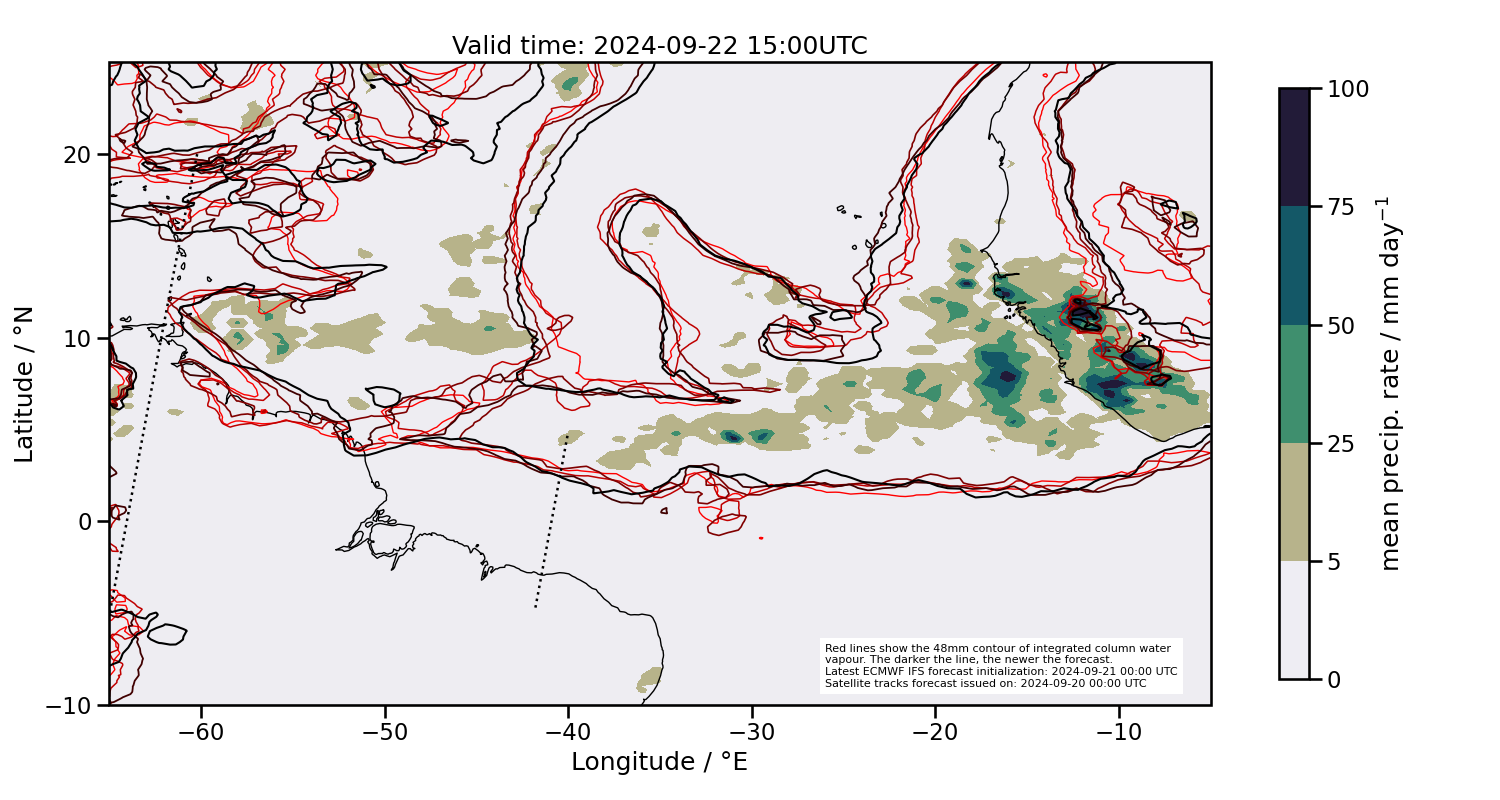 Valid time: 2024-09-22 15:00UTC
Latitude / °N
20
10
0
−10
−60
−50
−40
−30
−20
−10
Longitude / °E
Red lines show the 48mm contour of integrated column water
vapour. The darker the line, the newer the forecast.
Latest ECMWF IFS forecast initialization: 2024-09-21 00:00 UTC
Satellite tracks forecast issued on: 2024-09-20 00:00 UTC
100
75
50
25
5
0
mean precip. rate / mm day⁻¹